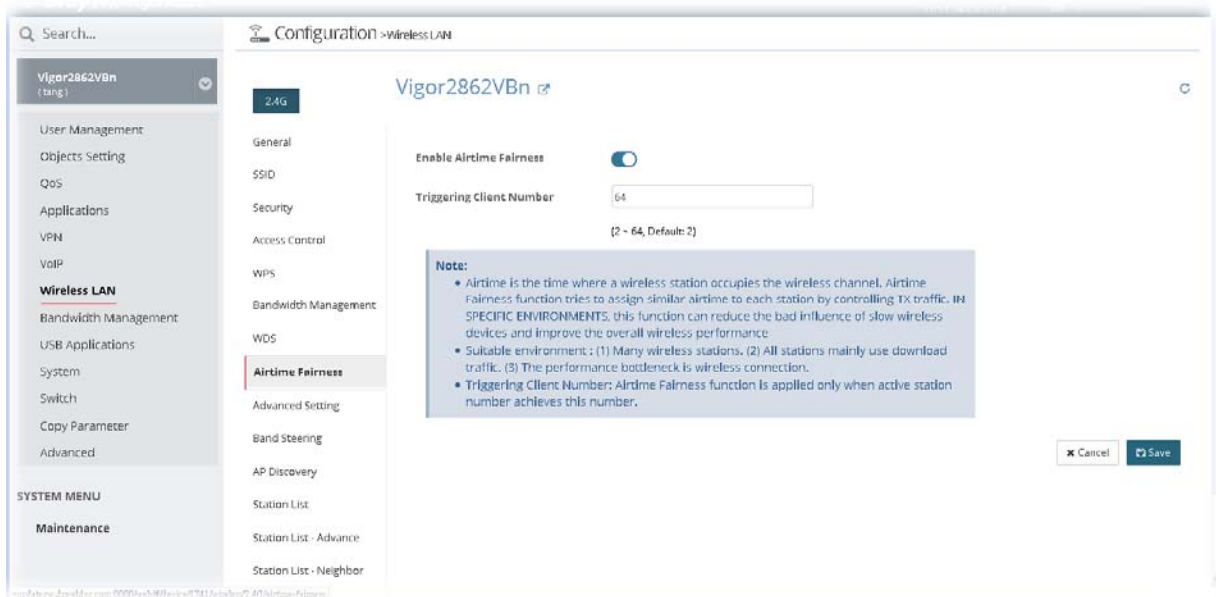 Search...
Configuration >Wireless LAN
Vigor2862VBn
(tang)
User Management
Objects Setting
QoS
Applications
VPN
VoIP
Wireless LAN
Bandwidth Management
USB Applications
System
Switch
Copy Parameter
Advanced
SYSTEM MENU
Maintenance
2.4G
General
SSID
Security
Access Control
WPS
Bandwidth Management
WDS
Airtime Fairness
Advanced Setting
Band Steering
AP Discovery
Station List
Station List - Advance
Station List - Neighbor
Vigor2862VBn
Enable Airtime Fairness
Triggering Client Number
64
(2 ~ 64, Default: 2)
Note:
• Airtime is the time where a wireless station occupies the wireless channel. Airtime
Fairness function tries to assign similar airtime to each station by controlling TX traffic. IN
SPECIFIC ENVIRONMENTS, this function can reduce the bad influence of slow wireless
devices and improve the overall wireless performance
• Suitable environment : (1) Many wireless stations. (2) All stations mainly use download
traffic. (3) The performance bottleneck is wireless connection.
• Triggering Client Number: Airtime Fairness function is applied only when active station
number achieves this number.
Cancel
Save